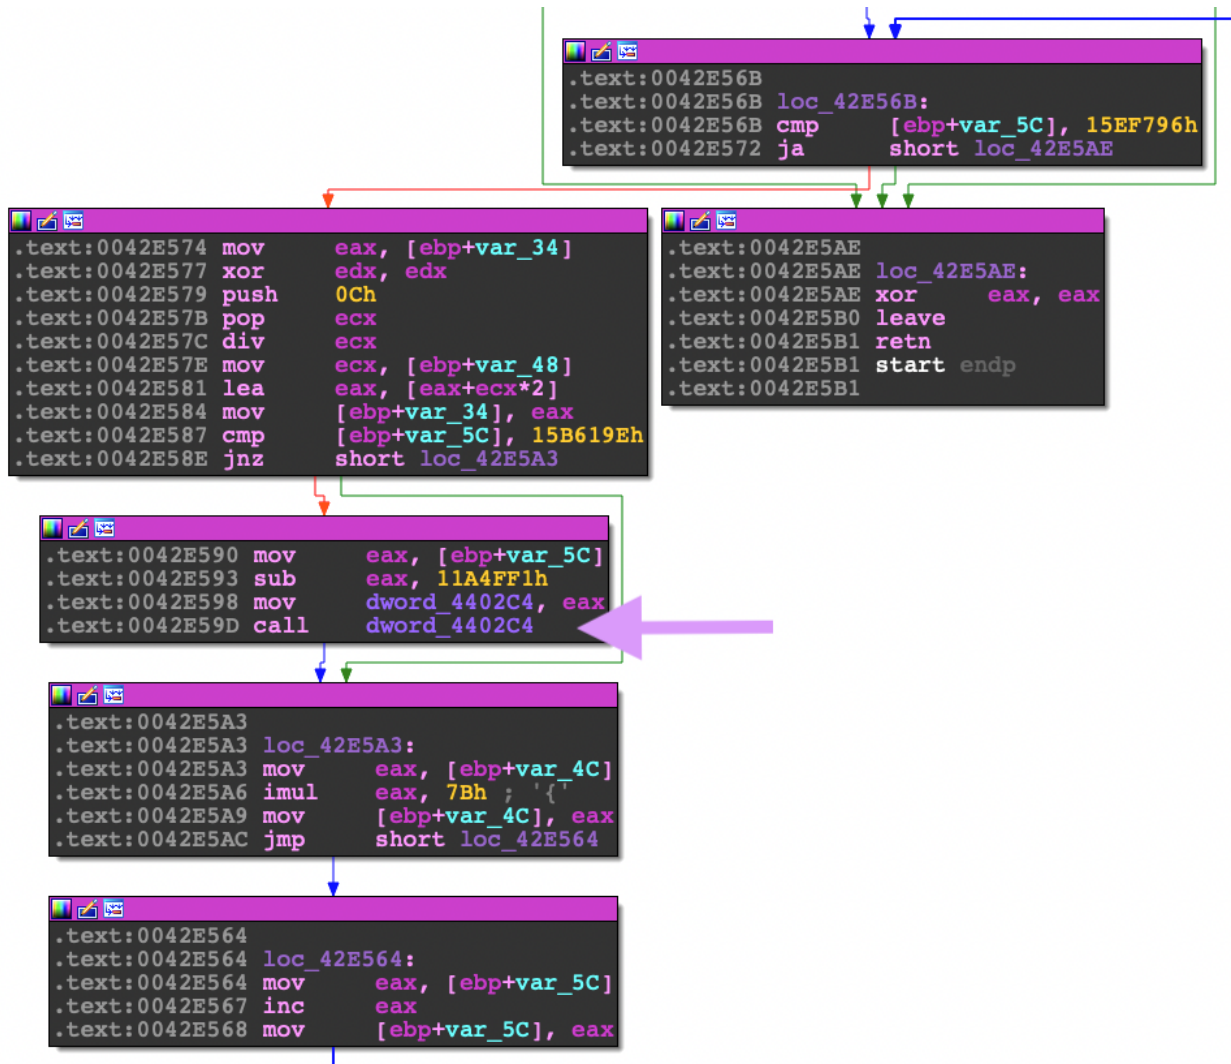 .text:0042E56B
.text:0042E56B loc_42E56B:
.text:0042E56B cmp [ebp+var_5C], 15EF796h
.text:0042E572 ja short loc_42E5AE
.text:0042E574 mov eax, [ebp+var_34]
.text:0042E577 xor edx, edx
.text:0042E579 push 0Ch
.text:0042E57B pop ecx
.text:0042E57C div ecx
.text:0042E57E mov ecx, [ebp+var_48]
.text:0042E581 lea eax, [eax+ecx*2]
.text:0042E584 mov [ebp+var_34], eax
.text:0042E587 cmp [ebp+var_5C], 15B619Eh
.text:0042E58E jnz short loc_42E5A3
.text:0042E5AE
.text:0042E5AE loc_42E5AE:
.text:0042E5AE xor eax, eax
.text:0042E5B0 leave
.text:0042E5B1 retn
.text:0042E5B1 start endp
.text:0042E5B1
.text:0042E590 mov eax, [ebp+var_5C]
.text:0042E593 sub eax, 11A4FF1h
.text:0042E598 mov dword_4402C4, eax
.text:0042E59D call dword_4402C4
.text:0042E5A3
.text:0042E5A3 loc_42E5A3:
.text:0042E5A3 mov eax, [ebp+var_4C]
.text:0042E5A6 imul eax, 7Bh ; '{'
.text:0042E5A9 mov [ebp+var_4C], eax
.text:0042E5AC jmp short loc_42E564
.text:0042E564
.text:0042E564 loc_42E564:
.text:0042E564 mov eax, [ebp+var_5C]
.text:0042E567 inc eax
.text:0042E568 mov [ebp+var_5C], eax